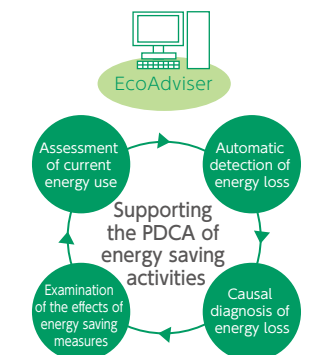 EcoAdviser
Assessment
of current
energy use
Automatic
detection of
energy loss
Supporting
the PDCA of
energy saving
activities
Examination
of the effects of
energy saving
measures
Causal
diagnosis of
energy loss